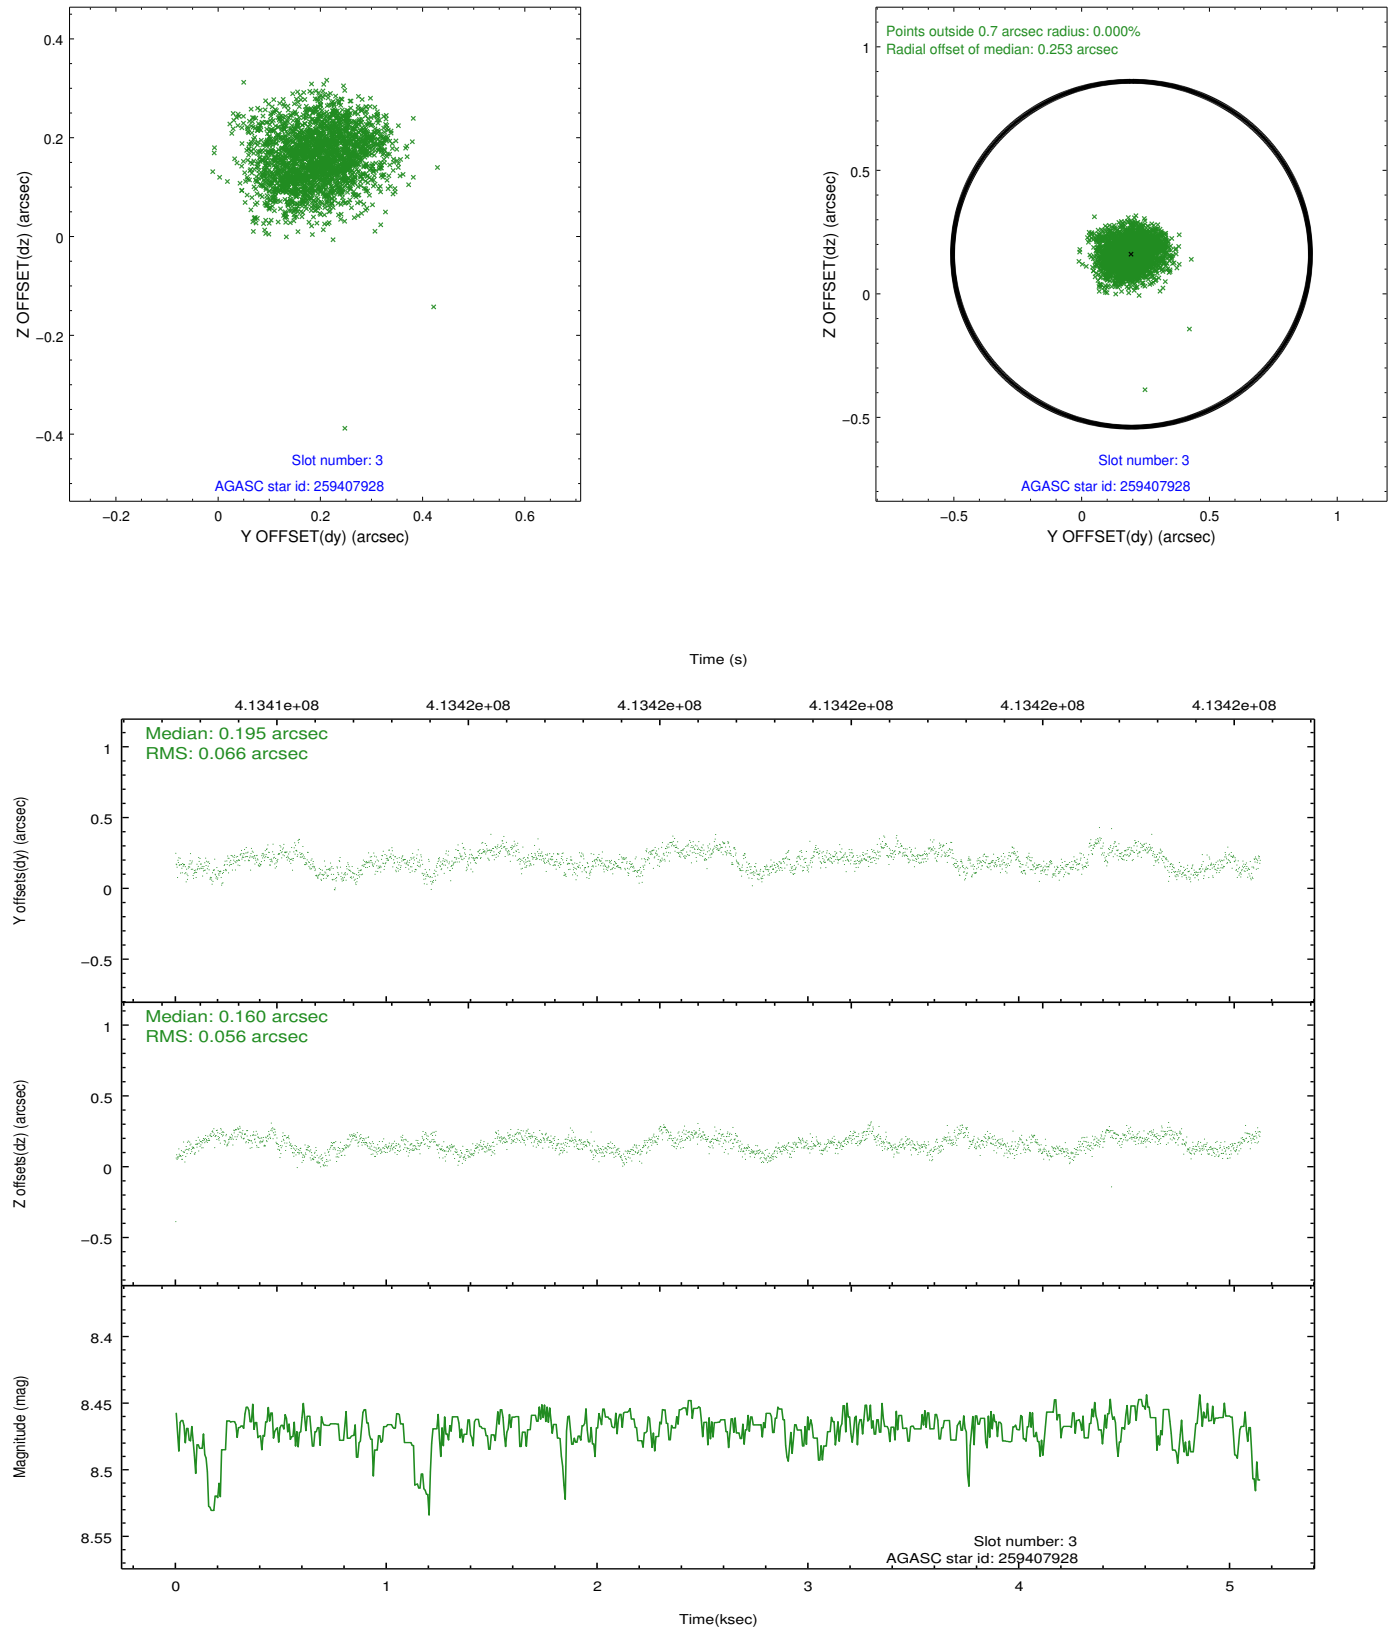 0.4
0.2
0
−0.2
−0.4
Z OFFSET(dz) (arcsec)
Slot number: 3
AGASC star id: 259407928
−0.2 0 0.2 0.4 0.6
Y OFFSET(dy) (arcsec)
Points outside 0.7 arcsec radius: 0.000%
Radial offset of median: 0.253 arcsec
1
0.5
0
−0.5
Z OFFSET(dz) (arcsec)
Slot number: 3
AGASC star id: 259407928
−0.5 0 0.5 1
Y OFFSET(dy) (arcsec)
Time (s)
4.1341e+08 4.1342e+08 4.1342e+08 4.1342e+08 4.1342e+08 4.1342e+08
Median: 0.195 arcsec
RMS: 0.066 arcsec
1
0.5
0
−0.5
Y offsets(dy) (arcsec)
Median: 0.160 arcsec
RMS: 0.056 arcsec
1
0.5
0
−0.5
Z offsets(dz) (arcsec)
8.4
8.45
8.5
8.55
Magnitude (mag)
Slot number: 3
AGASC star id: 259407928
0 1 2 3 4 5
Time(ksec)